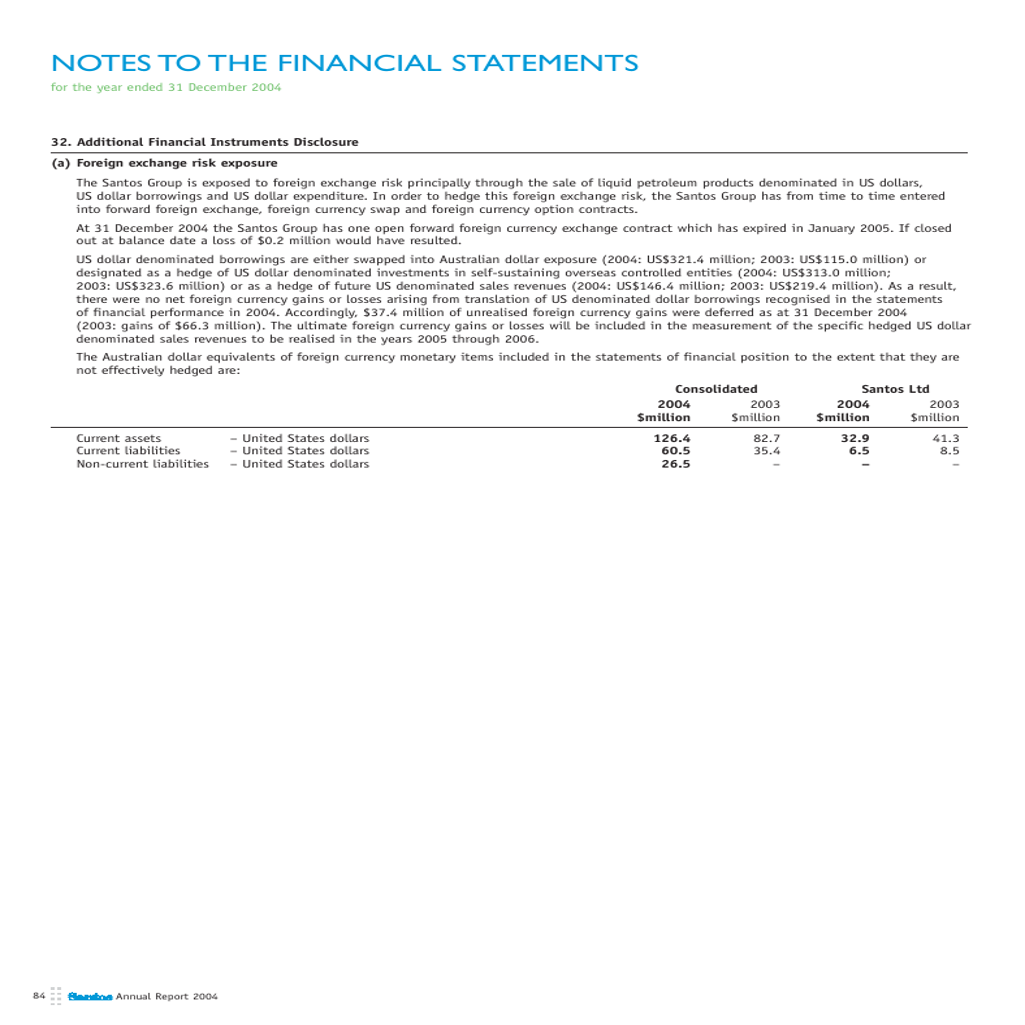 NOTES TO THE FINANCIAL STATEMENTS
for the year ended 31 December 2004
32. Additional Financial Instruments Disclosure
(a) Foreign exchange risk exposure
The Santos Group is exposed to foreign exchange risk principally through the sale of liquid petroleum products denominated in US dollars,
US dollar borrowings and US dollar expenditure. In order to hedge this foreign exchange risk, the Santos Group has from time to time entered
into forward foreign exchange, foreign currency swap and foreign currency option contracts.
At 31 December 2004 the Santos Group has one open forward foreign currency exchange contract which has expired in January 2005. If closed
out at balance date a loss of $0.2 million would have resulted.
US dollar denominated borrowings are either swapped into Australian dollar exposure (2004: US$321.4 million; 2003: US$115.0 million) or
designated as a hedge of US dollar denominated investments in self-sustaining overseas controlled entities (2004: US$313.0 million;
2003: US$323.6 million) or as a hedge of future US denominated sales revenues (2004: US$146.4 million; 2003: US$219.4 million). As a result,
there were no net foreign currency gains or losses arising from translation of US denominated dollar borrowings recognised in the statements
of financial performance in 2004. Accordingly, $37.4 million of unrealised foreign currency gains were deferred as at 31 December 2004
(2003: gains of $66.3 million). The ultimate foreign currency gains or losses will be included in the measurement of the specific hedged US dollar
denominated sales revenues to be realised in the years 2005 through 2006.
The Australian dollar equivalents of foreign currency monetary items included in the statements of financial position to the extent that they are
not effectively hedged are:
Consolidated Santos Ltd
2004 2003 2004 2003
$million $million $million $million
Current assets – United States dollars 126.4 82.7 32.9 41.3
Current liabilities – United States dollars 60.5 35.4 6.5 8.5
Non-current liabilities – United States dollars 26.5 – – –
84 Santos Annual Report 2004